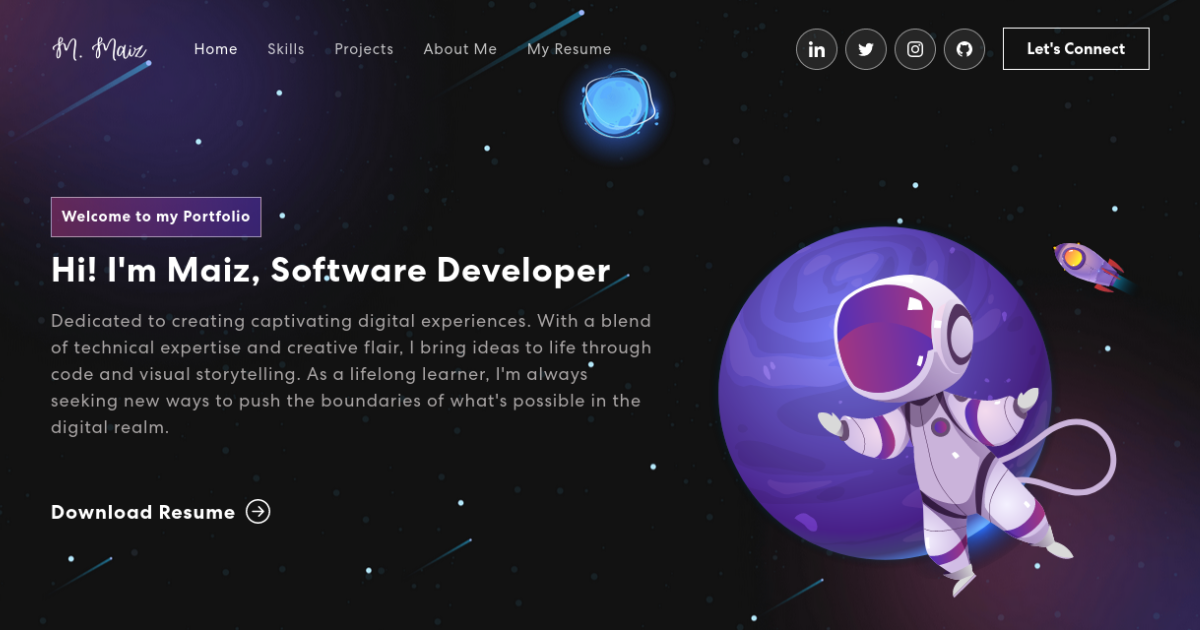 M. Maiz
Home Skills Projects About Me My Resume
Let's Connect
Welcome to my Portfolio
Hi! I'm Maiz, Software Developer
Dedicated to creating captivating digital experiences. With a blend
of technical expertise and creative flair, I bring ideas to life through
code and visual storytelling. As a lifelong learner, I'm always
seeking new ways to push the boundaries of what's possible in the
digital realm.
Download Resume